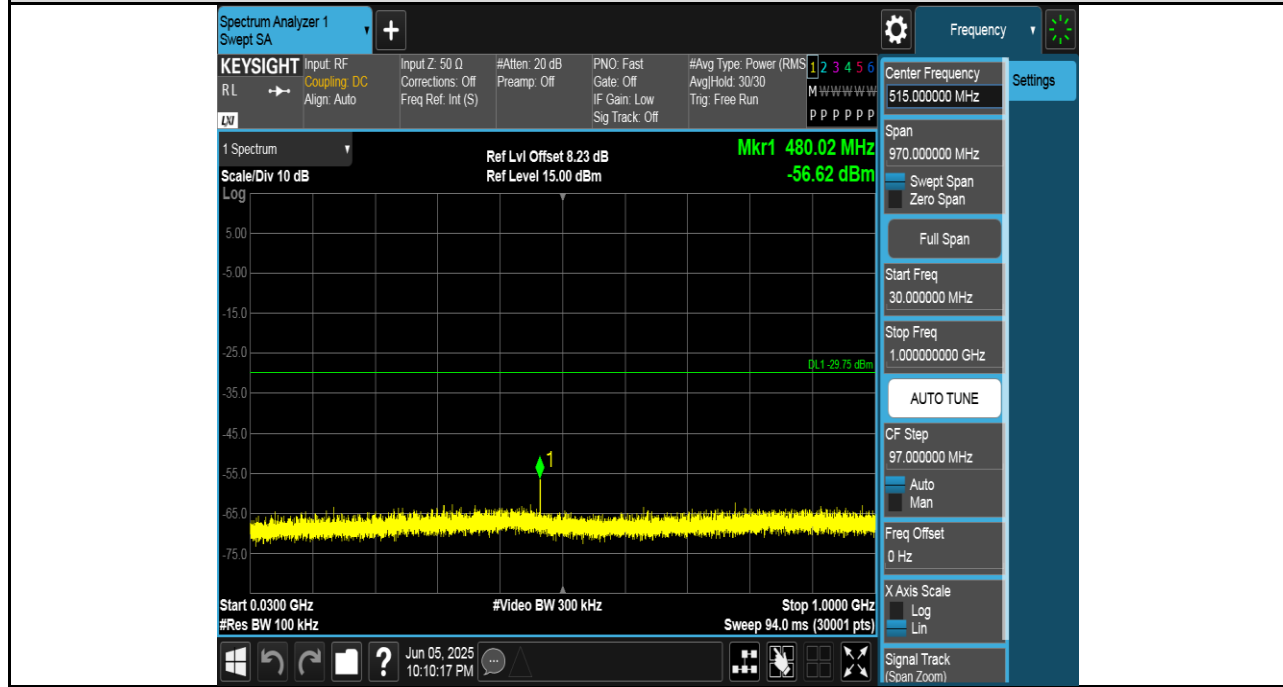 Spectrum Analyzer 1
Swept SA
+
Frequency
KEYSIGHT
RL
LXI
Input: RF
Coupling: DC
Align: Auto
Input Z: 50 Ω
Corrections: Off
Freq Ref: Int (S)
#Atten: 20 dB
Preamp: Off
PNO: Fast
Gate: Off
IF Gain: Low
Sig Track: Off
#Avg Type: Power (RMS
Avg|Hold: 30/30
Trig: Free Run
1 2 3 4 5 6
M W W W W W
P P P P P P
1 Spectrum
Scale/Div 10 dB
Log
Ref Lvl Offset 8.23 dB
Ref Level 15.00 dBm
Mkr1 480.02 MHz
-56.62 dBm
5.00
-5.00
-15.0
-25.0
DL1 -29.75 dBm
-35.0
-45.0
1
-55.0
-65.0
-75.0
Start 0.0300 GHz
#Video BW 300 kHz
Stop 1.0000 GHz
#Res BW 100 kHz
Sweep 94.0 ms (30001 pts)
?
Jun 05, 2025
10:10:17 PM
Center Frequency
515.000000 MHz
Settings
Span
970.000000 MHz
Swept Span
Zero Span
Full Span
Start Freq
30.000000 MHz
Stop Freq
1.000000000 GHz
AUTO TUNE
CF Step
97.000000 MHz
Auto
Man
Freq Offset
0 Hz
X Axis Scale
Log
Lin
Signal Track
(Span Zoom)